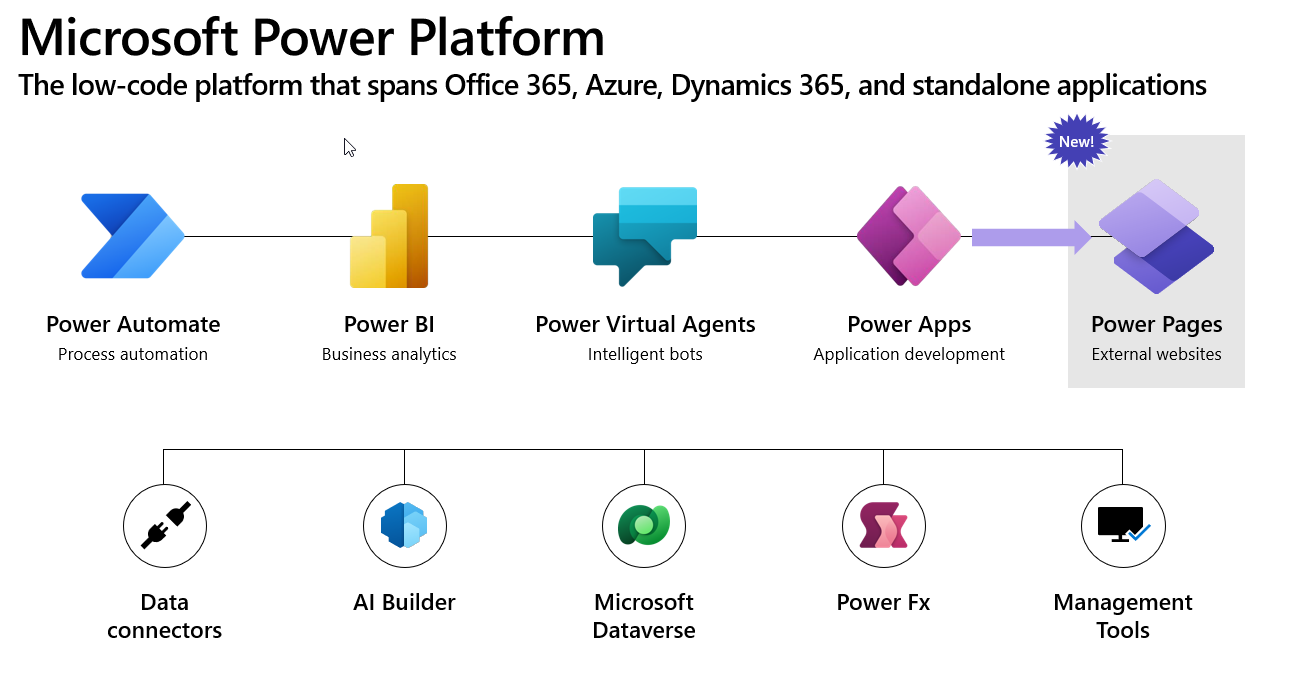 Microsoft Power Platform
The low-code platform that spans Office 365, Azure, Dynamics 365, and standalone applications
New!
Power Automate
Process automation
Power BI
Business analytics
Power Virtual Agents
Intelligent bots
Power Apps
Application development
Power Pages
External websites
Data
connectors
AI Builder
Microsoft
Dataverse
Power Fx
Management
Tools